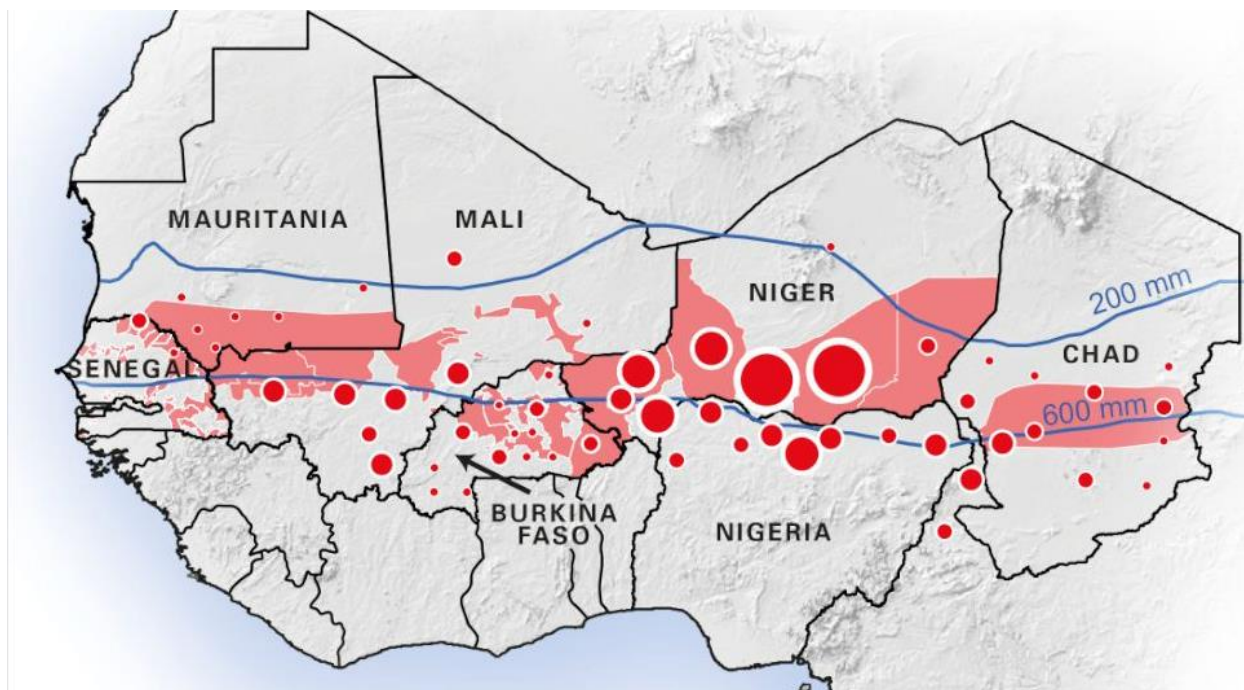 MAURITANIA
MALI
NIGER
200 mm
CHAD
SENEGAL
600 mm
BURKINA
FASO
NIGERIA